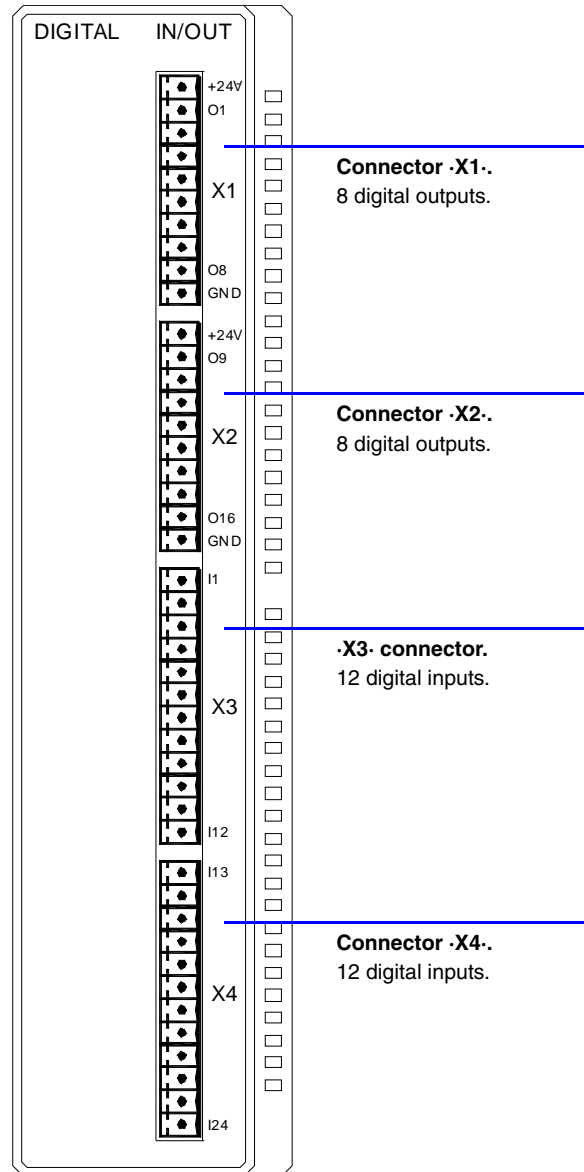 DIGITAL IN/OUT
+24V
O1
X1
O8
GND
Connector ·X1·.
8 digital outputs.
+24V
O9
X2
O16
GND
Connector ·X2·.
8 digital outputs.
I1
X3
I12
·X3· connector.
12 digital inputs.
I13
X4
I24
Connector ·X4·.
12 digital inputs.